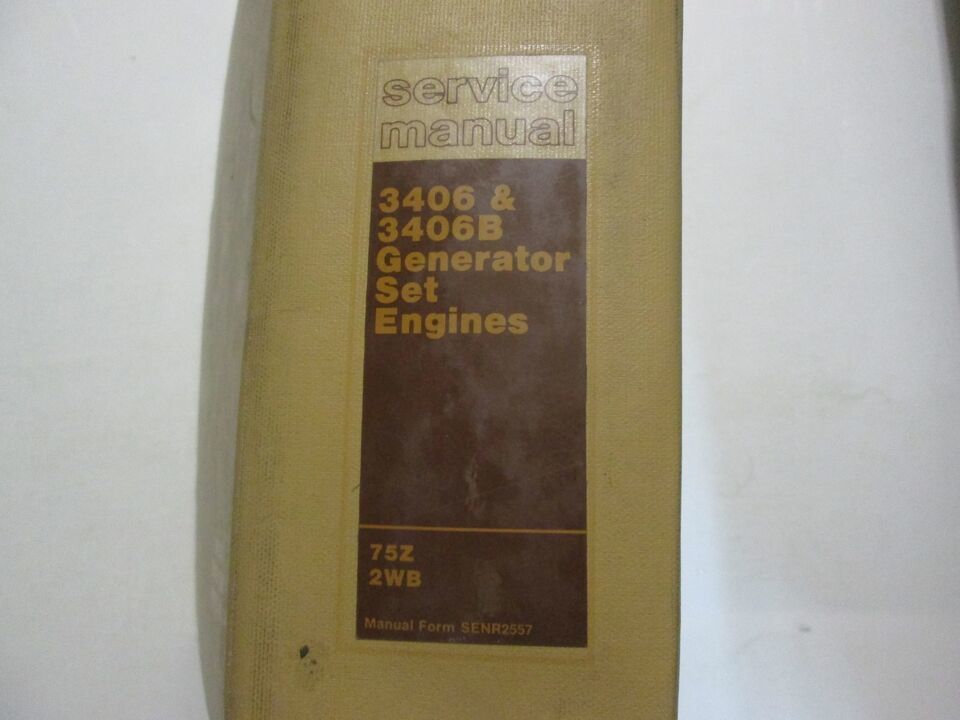 service
manual
3406 &
3406B
Generator
Set
Engines
75Z
2WB
Manual Form SENR2557